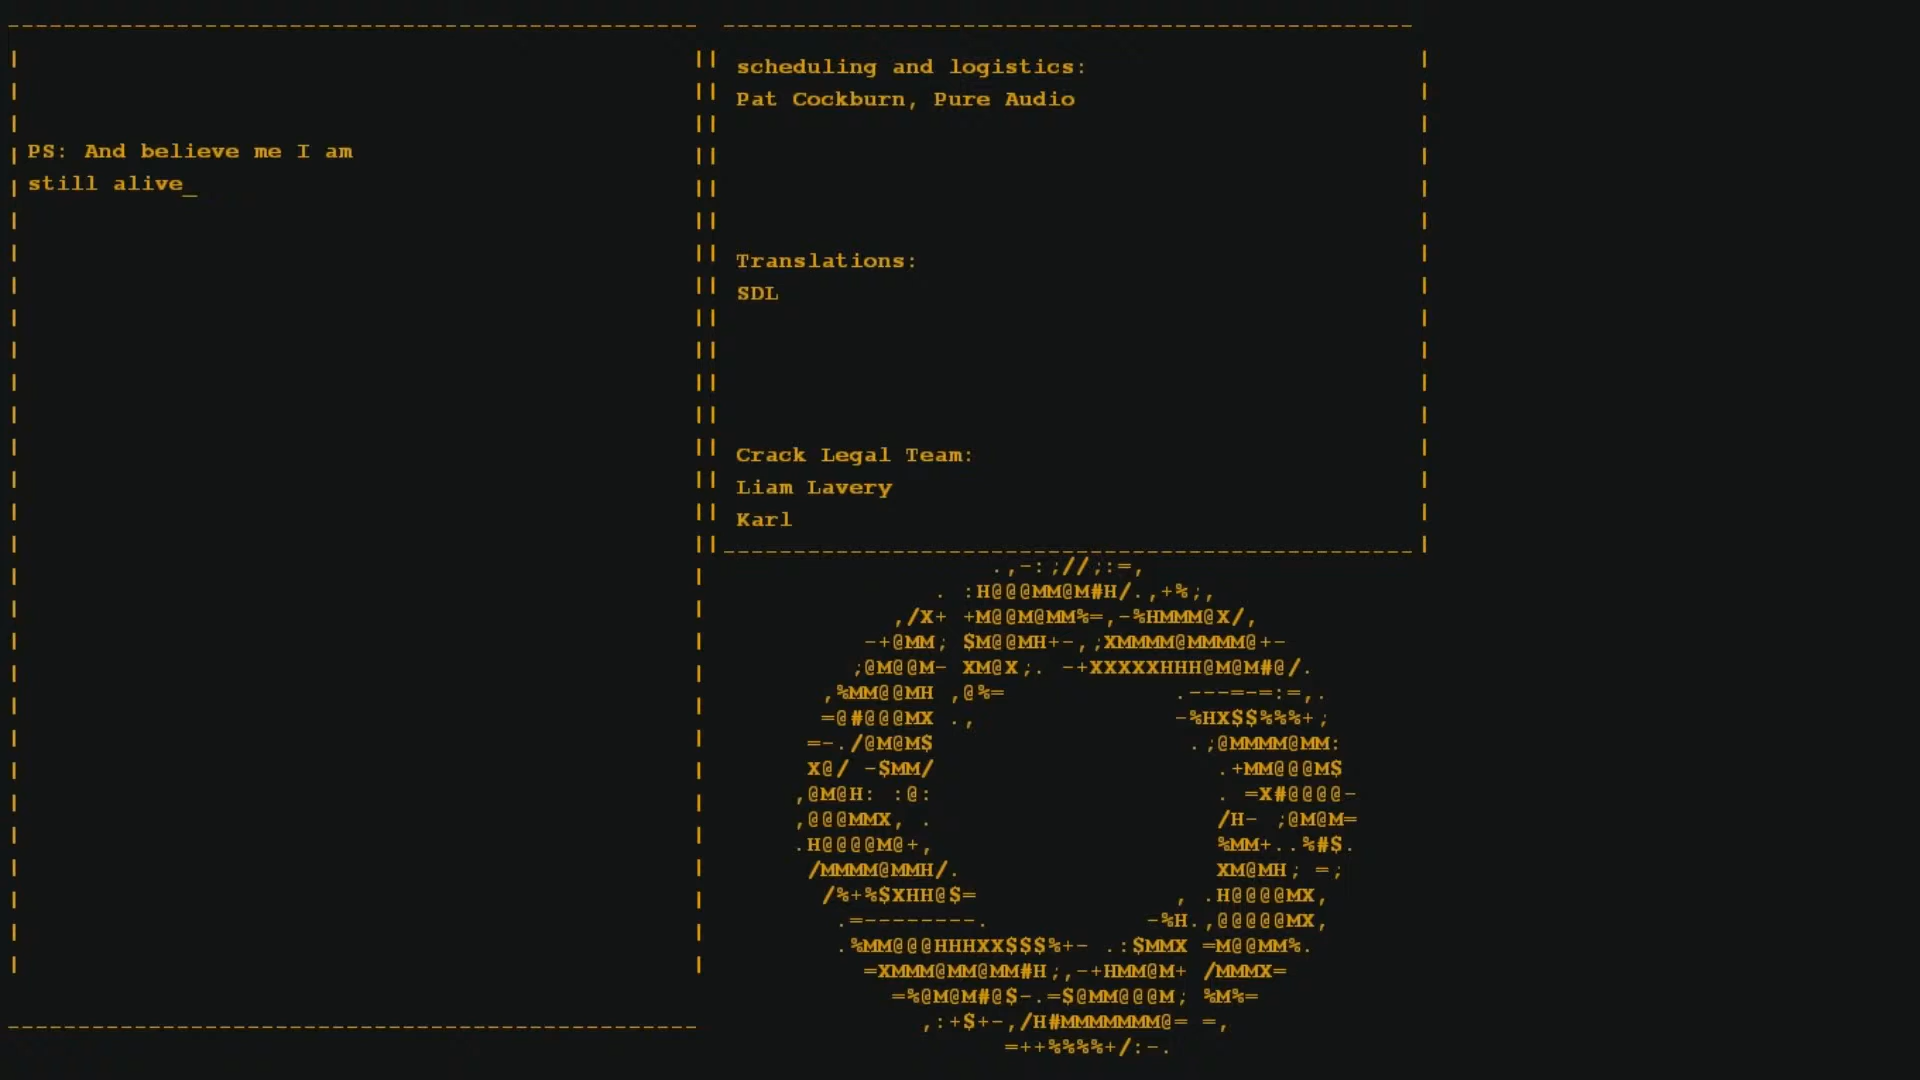 PS: And believe me I am
still alive_
scheduling and logistics:
Pat Cockburn, Pure Audio
Translations:
SDL
Crack Legal Team:
Liam Lavery
Karl